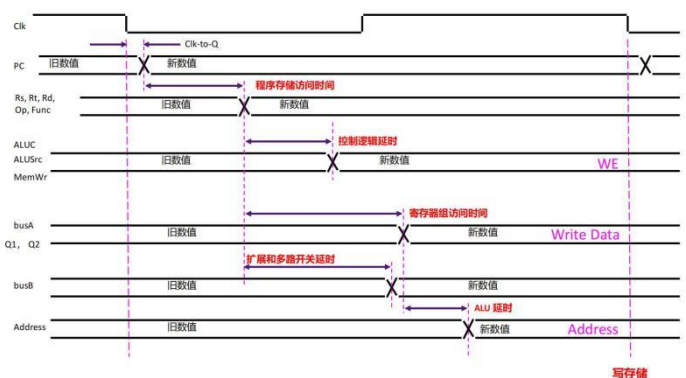 Clk
Clk-to-Q
PC 旧数值 新数值
程序存储访问时间
Rs, Rt, Rd,
Op, Func
旧数值 新数值
控制逻辑延时
ALUC
ALUSrc
MemWr
旧数值 新数值 WE
寄存器组访问时间
busA
Q1, Q2
旧数值 新数值 Write Data
扩展和多路开关延时
busB 旧数值 新数值
ALU 延时
Address 旧数值 新数值 Address
写存储